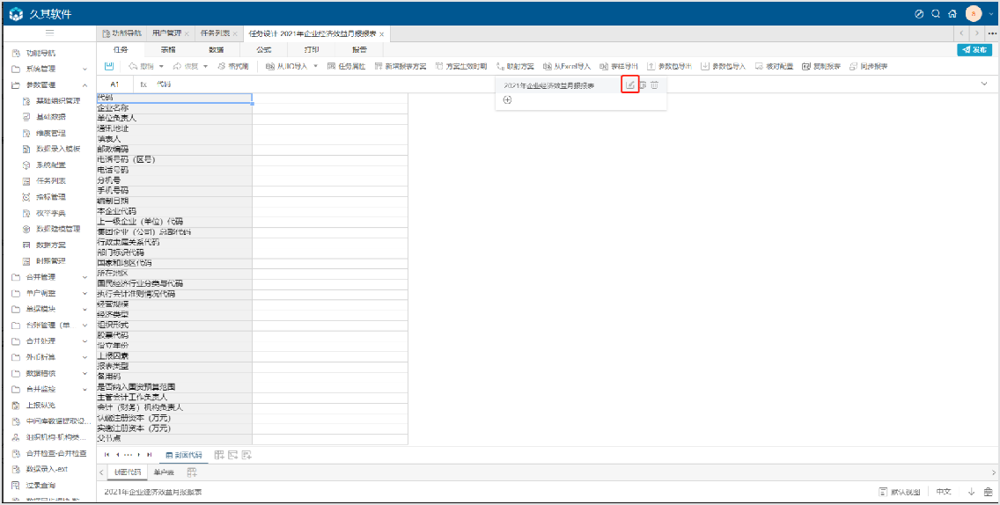 久其软件
a
功能导航
用户管理 ×
任务列表 ×
任务设计-2021年企业经济效益月报报表 ×
任务
表样
数据
公式
打印
报告
发布
撤销
恢复
格式刷
从JIO导入
任务属性
新增报表方案
方案生效时期
映射方案
从Excel导入
表样导出
参数包导出
参数包导入
核对配置
复制报表
同步报表
A1
fx
代码
2021年企业经济效益月报报表
功能导航
系统管理
参数管理
基础组织管理
基础数据
维度管理
数据录入模板
系统配置
任务列表
指标管理
枚举字典
数据建模管理
数据方案
时期管理
合并管理
单户调整
单据模块
台账管理（单...
合并处理
外币折算
数据稽核
合并监控
上报纵览
中间库数据提取设...
组织机构-机构类...
合并检查-合并检查
数据录入-ext
过录查询
代码
企业名称
单位负责人
通讯地址
填表人
邮政编码
电话号码（区号）
电话号码
分机号
手机号码
编制日期
本企业代码
上一级企业（单位）代码
集团企业（公司）总部代码
行政隶属关系代码
部门标识代码
国家和地区代码
所在地区
国民经济行业分类与代码
执行会计准则情况代码
经营规模
经济类型
组织形式
股票代码
设立年份
上报因素
报表类型
备用码
是否纳入国资预算范围
主管会计工作负责人
会计（财务）机构负责人
认缴注册资本（万元）
实缴注册资本（万元）
父节点
封面代码
封面代码
单户表
2021年企业经济效益月报报表
默认视图
中文